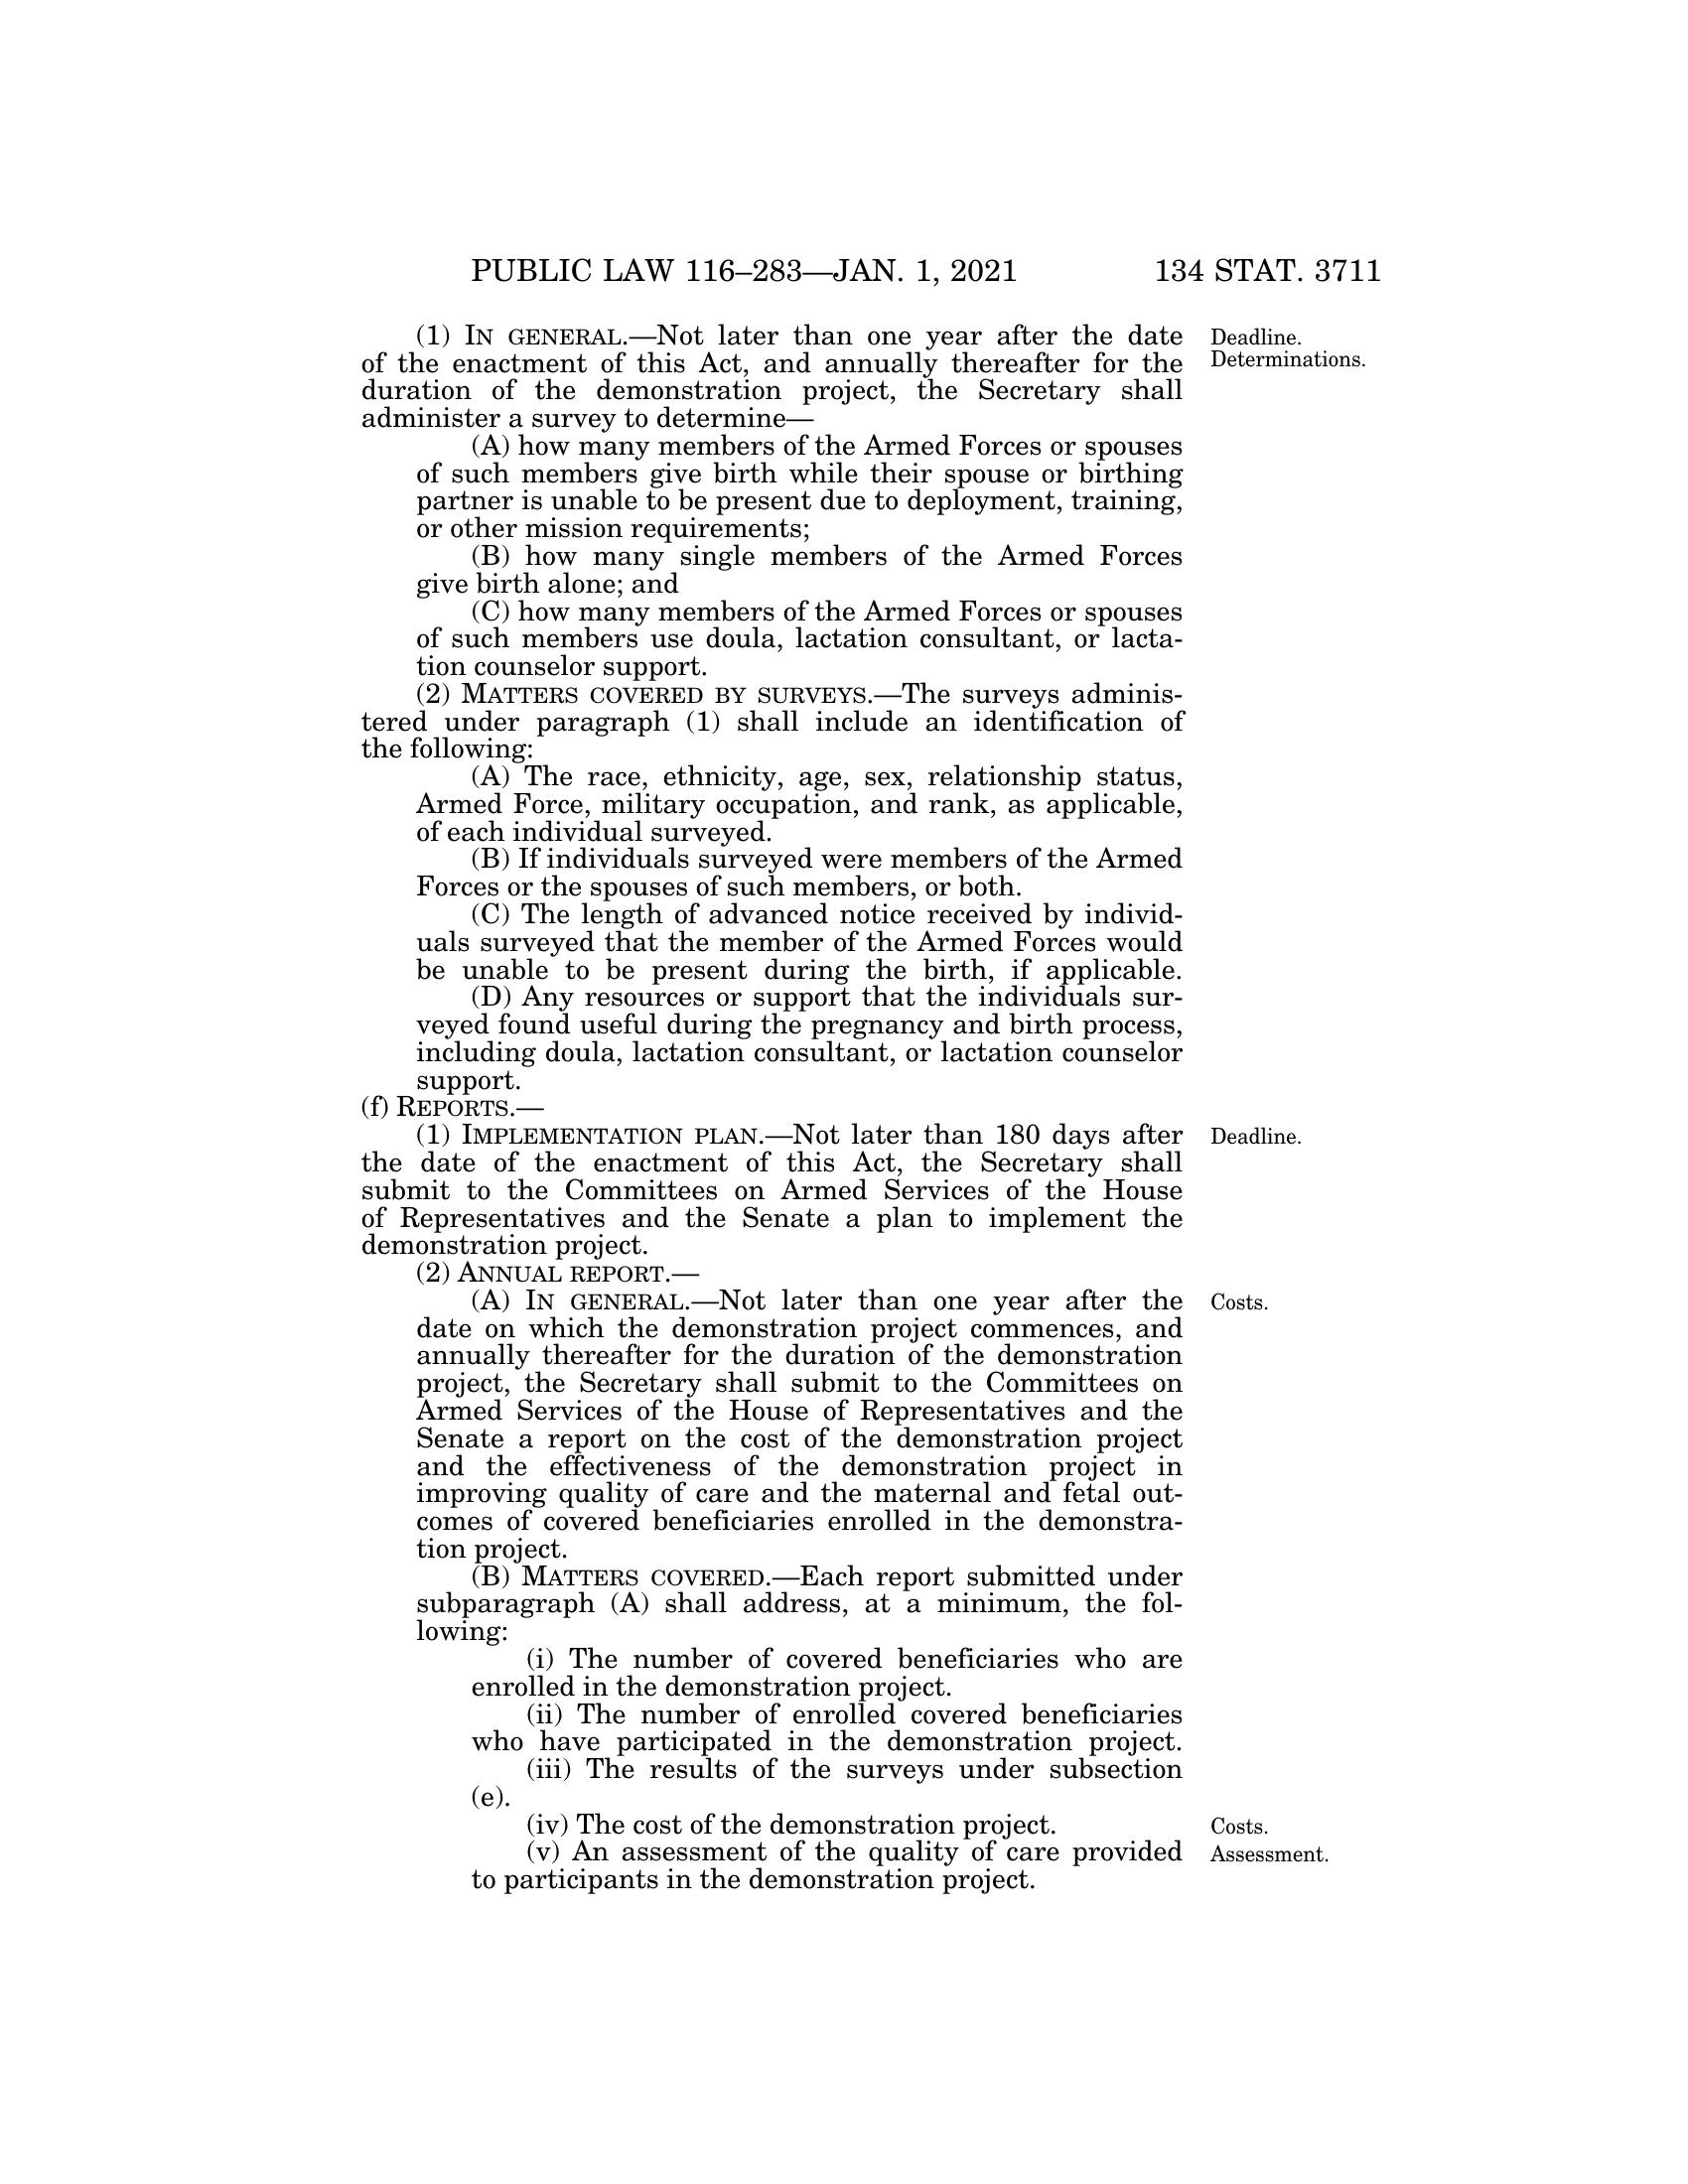 PUBLIC LAW 116–283—JAN. 1, 2021 134 STAT. 3711
(1) IN GENERAL.—Not later than one year after the date
of the enactment of this Act, and annually thereafter for the
duration of the demonstration project, the Secretary shall
administer a survey to determine—
Deadline.
Determinations.
(A) how many members of the Armed Forces or spouses
of such members give birth while their spouse or birthing
partner is unable to be present due to deployment, training,
or other mission requirements;
(B) how many single members of the Armed Forces
give birth alone; and
(C) how many members of the Armed Forces or spouses
of such members use doula, lactation consultant, or lacta-
tion counselor support.
(2) MATTERS COVERED BY SURVEYS.—The surveys adminis-
tered under paragraph (1) shall include an identification of
the following:
(A) The race, ethnicity, age, sex, relationship status,
Armed Force, military occupation, and rank, as applicable,
of each individual surveyed.
(B) If individuals surveyed were members of the Armed
Forces or the spouses of such members, or both.
(C) The length of advanced notice received by individ-
uals surveyed that the member of the Armed Forces would
be unable to be present during the birth, if applicable.
(D) Any resources or support that the individuals sur-
veyed found useful during the pregnancy and birth process,
including doula, lactation consultant, or lactation counselor
support.
(f) REPORTS.—
(1) IMPLEMENTATION PLAN.—Not later than 180 days after
the date of the enactment of this Act, the Secretary shall
submit to the Committees on Armed Services of the House
of Representatives and the Senate a plan to implement the
demonstration project.
Deadline.
(2) ANNUAL REPORT.—
(A) IN GENERAL.—Not later than one year after the
date on which the demonstration project commences, and
annually thereafter for the duration of the demonstration
project, the Secretary shall submit to the Committees on
Armed Services of the House of Representatives and the
Senate a report on the cost of the demonstration project
and the effectiveness of the demonstration project in
improving quality of care and the maternal and fetal out-
comes of covered beneficiaries enrolled in the demonstra-
tion project.
Costs.
(B) MATTERS COVERED.—Each report submitted under
subparagraph (A) shall address, at a minimum, the fol-
lowing:
(i) The number of covered beneficiaries who are
enrolled in the demonstration project.
(ii) The number of enrolled covered beneficiaries
who have participated in the demonstration project.
(iii) The results of the surveys under subsection
(e).
(iv) The cost of the demonstration project.
Costs.
(v) An assessment of the quality of care provided
to participants in the demonstration project.
Assessment.